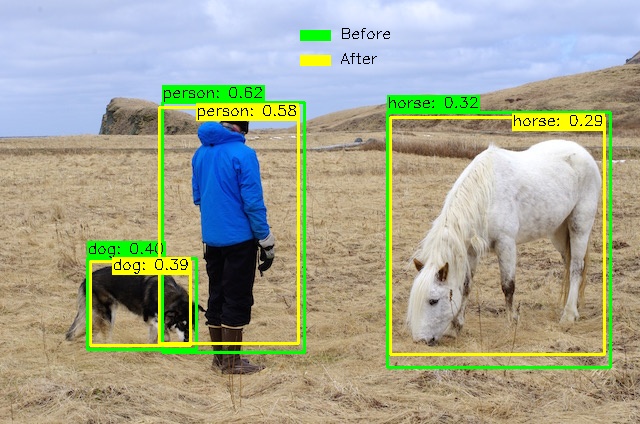 Before
After
person: 0.62
person: 0.58
horse: 0.32
horse: 0.29
dog: 0.40
dog: 0.39